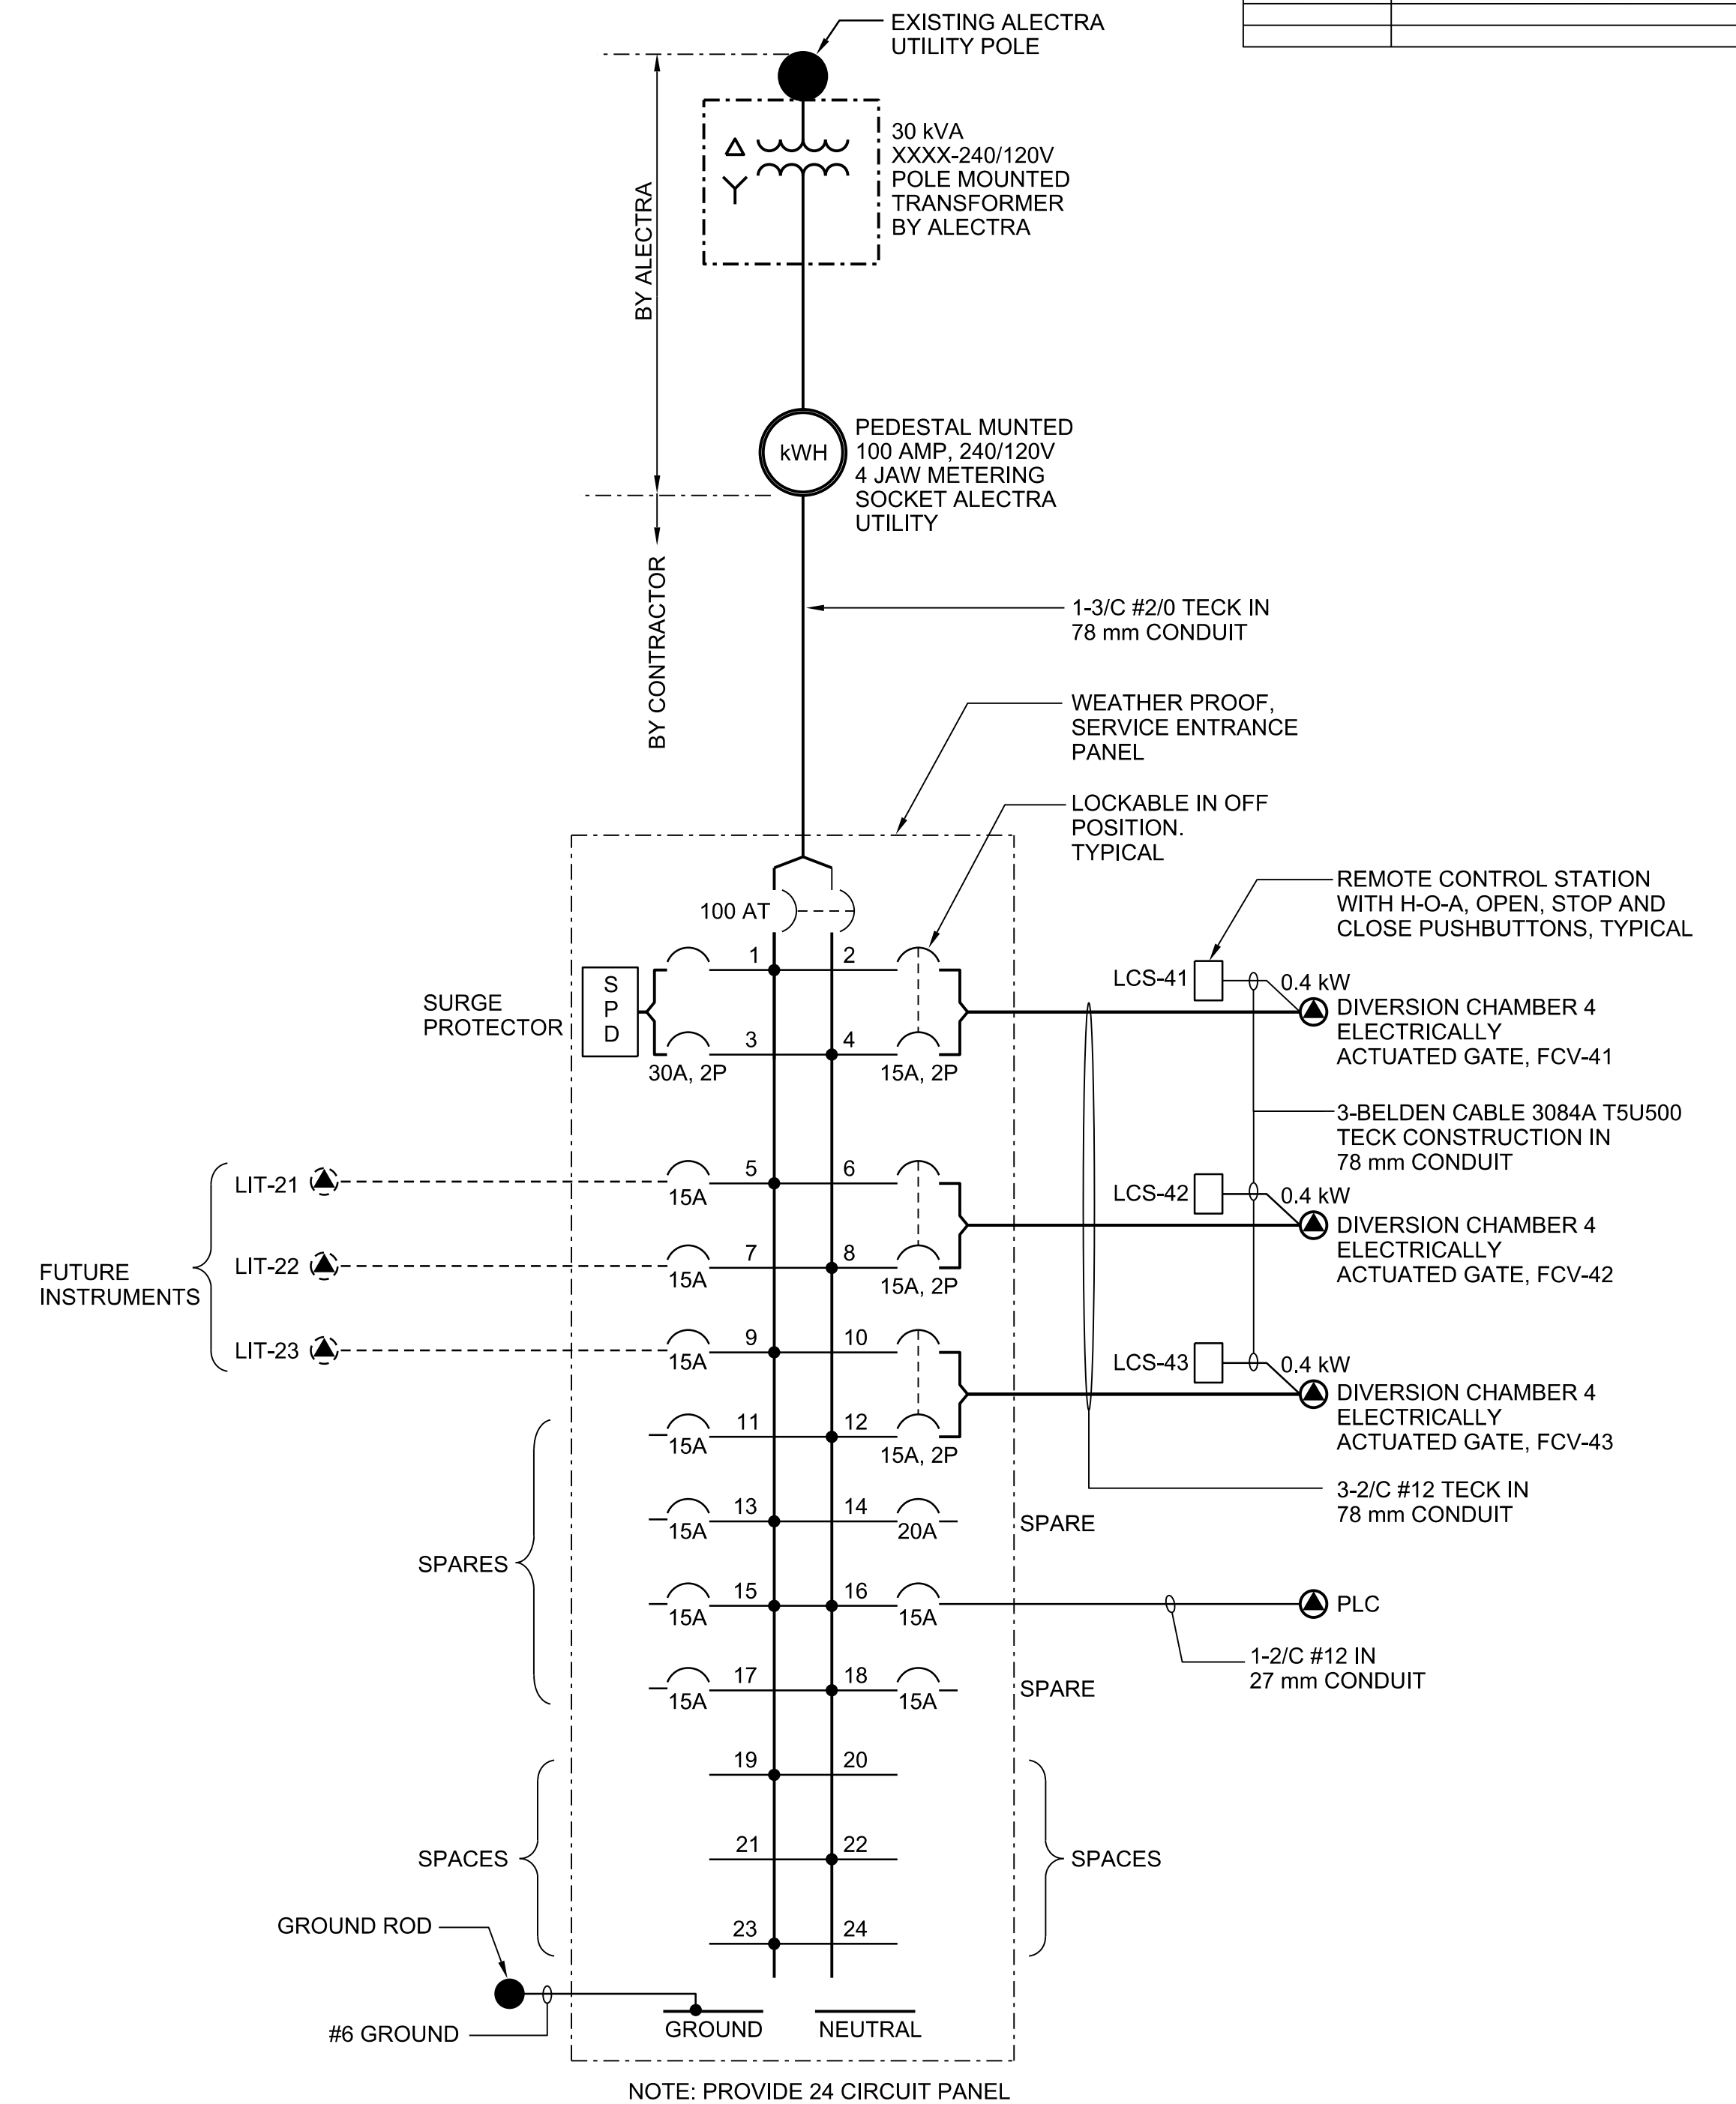 EXISTING ALECTRA
UTILITY POLE
30 kVA
XXXX-240/120V
POLE MOUNTED
TRANSFORMER
BY ALECTRA
BY ALECTRA
kWH
PEDESTAL MUNTED
100 AMP, 240/120V
4 JAW METERING
SOCKET ALECTRA
UTILITY
BY CONTRACTOR
1-3/C #2/0 TECK IN
78 mm CONDUIT
WEATHER PROOF,
SERVICE ENTRANCE
PANEL
LOCKABLE IN OFF
POSITION.
TYPICAL
REMOTE CONTROL STATION
WITH H-O-A, OPEN, STOP AND
CLOSE PUSHBUTTONS, TYPICAL
100 AT
SURGE
PROTECTOR
S
P
D
1
2
3
4
30A, 2P
15A, 2P
LCS-41
0.4 kW
DIVERSION CHAMBER 4
ELECTRICALLY
ACTUATED GATE, FCV-41
3-BELDEN CABLE 3084A T5U500
TECK CONSTRUCTION IN
78 mm CONDUIT
FUTURE
INSTRUMENTS
LIT-21
15A
5
6
LIT-22
15A
7
8
15A, 2P
LCS-42
0.4 kW
DIVERSION CHAMBER 4
ELECTRICALLY
ACTUATED GATE, FCV-42
LIT-23
15A
9
10
15A
11
12
15A, 2P
LCS-43
0.4 kW
DIVERSION CHAMBER 4
ELECTRICALLY
ACTUATED GATE, FCV-43
3-2/C #12 TECK IN
78 mm CONDUIT
SPARES
15A
13
14
20A
SPARE
15A
15
16
15A
PLC
1-2/C #12 IN
27 mm CONDUIT
15A
17
18
15A
SPARE
19
20
SPACES
21
22
SPACES
23
24
GROUND ROD
#6 GROUND
GROUND
NEUTRAL
NOTE: PROVIDE 24 CIRCUIT PANEL